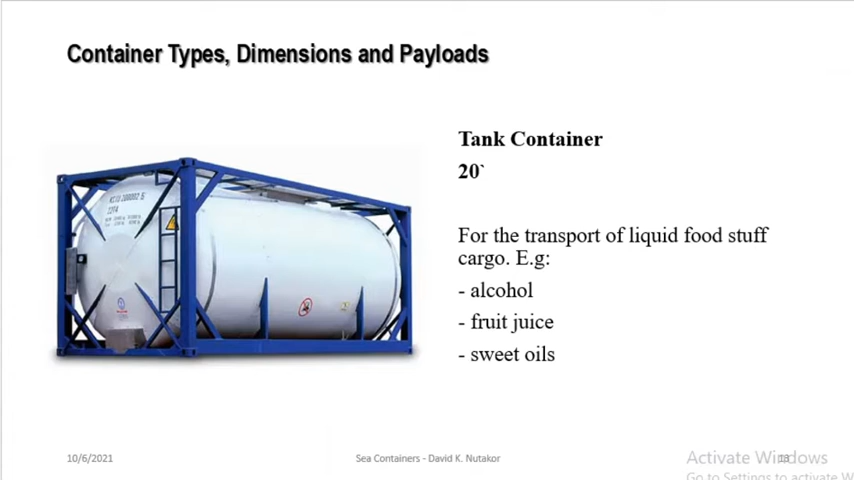 Container Types, Dimensions and Payloads
Tank Container
20`
For the transport of liquid food stuff
cargo. E.g:
- alcohol
- fruit juice
- sweet oils
10/6/2021
Sea Containers - David K. Nutakor
Activate Windows
Go to Settings to activate W